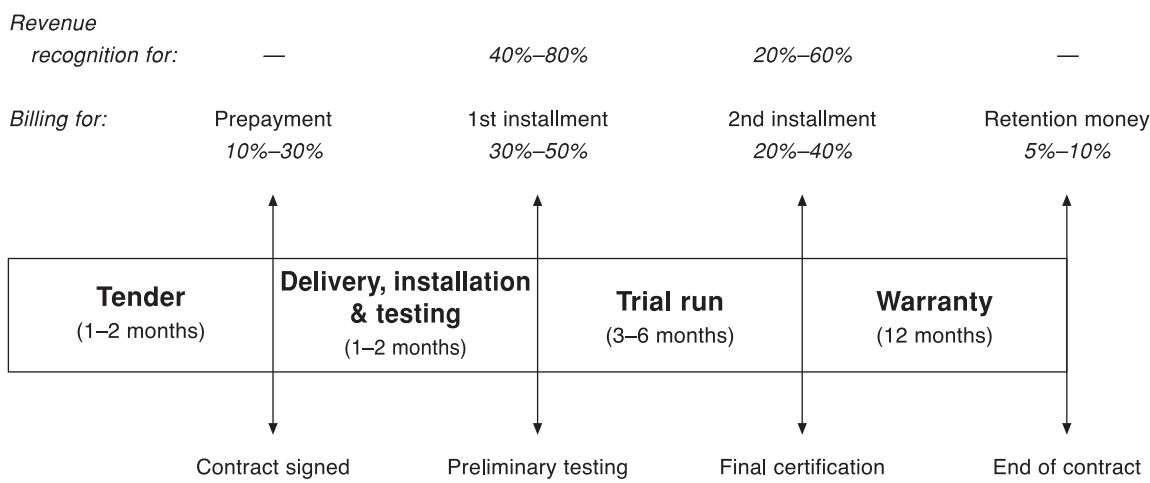 Revenue
recognition for: — 40%–80% 20%–60% —
Billing for: Prepayment 1st installment 2nd installment Retention money
10%–30% 30%–50% 20%–40% 5%–10%
Tender
(1–2 months)
Delivery, installation
& testing
(1–2 months)
Trial run
(3–6 months)
Warranty
(12 months)
Contract signed Preliminary testing Final certification End of contract